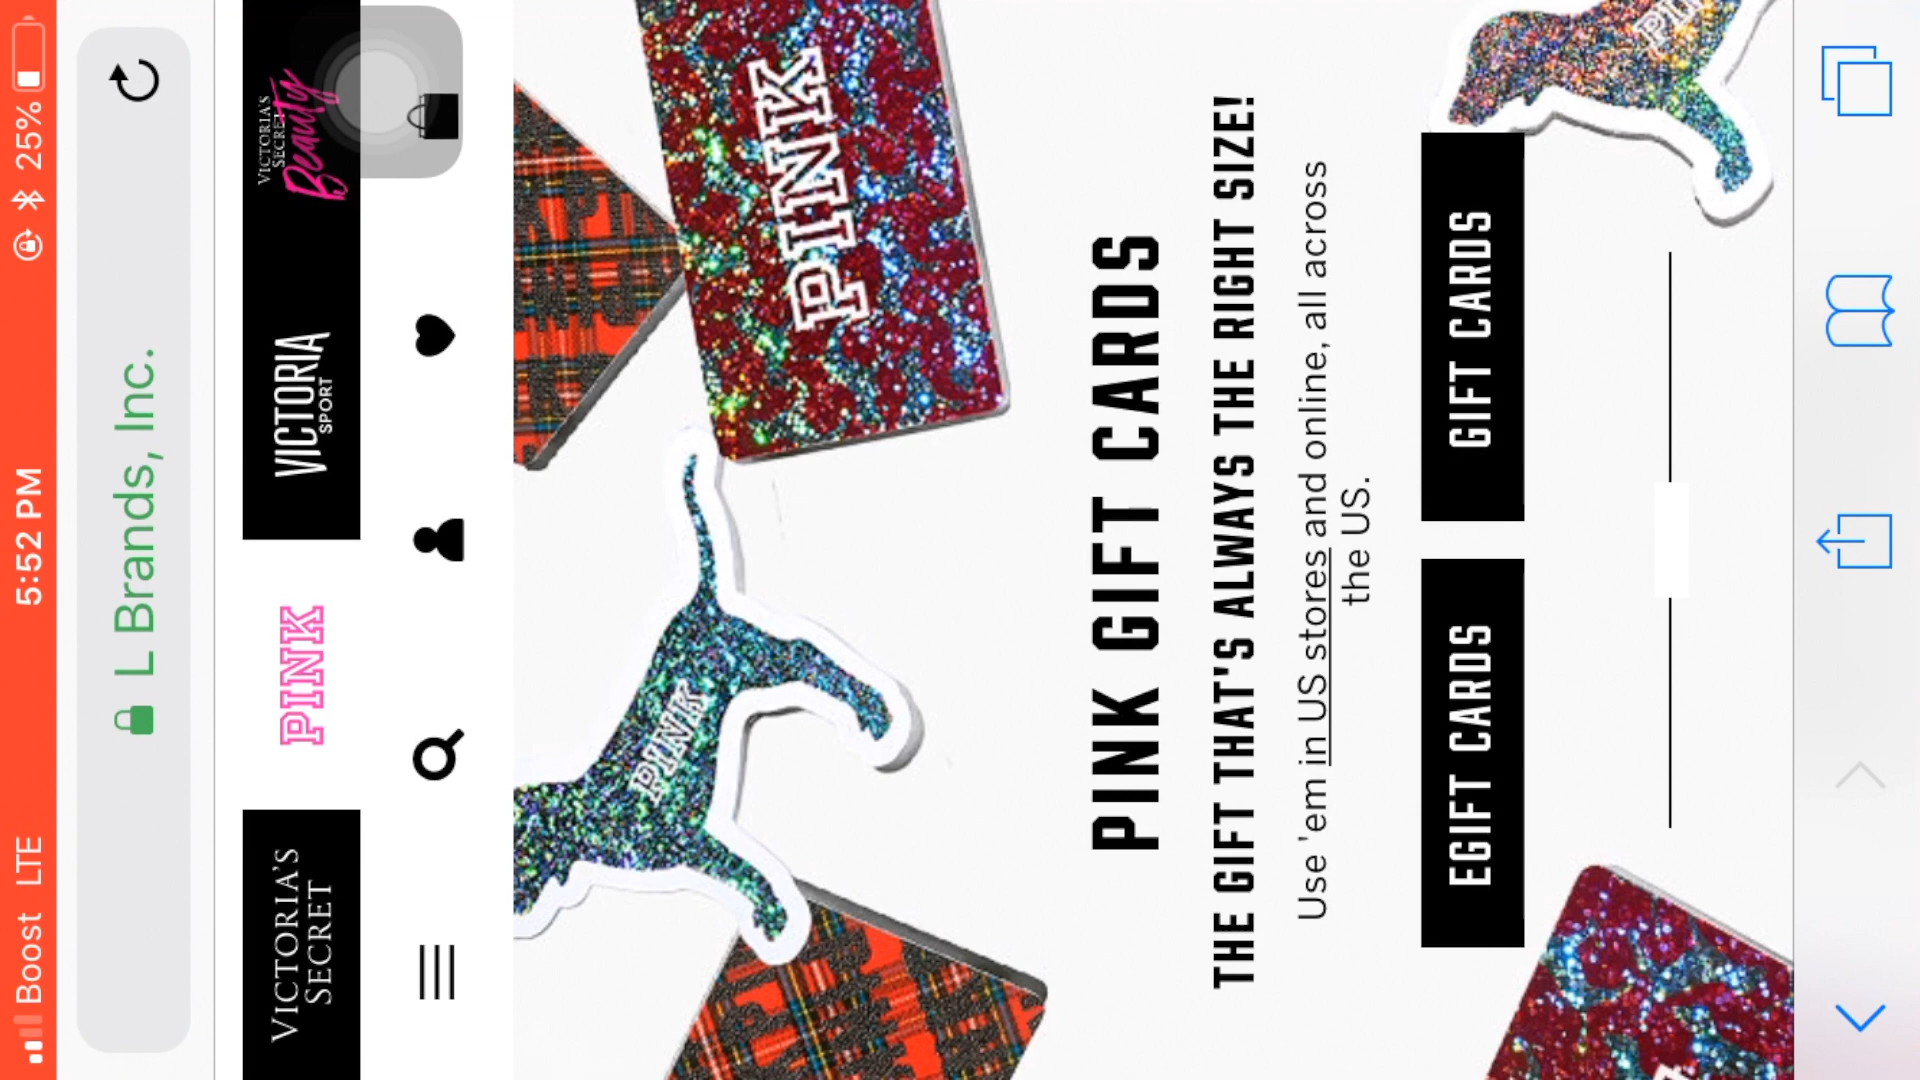 Boost LTE 5:52 PM 25%
L Brands, Inc.
VICTORIA'S
SECRET
PINK
VICTORIA
SPORT
VICTORIA'S
SECRET
Beauty
PINK
PINK
PINK GIFT CARDS
THE GIFT THAT'S ALWAYS THE RIGHT SIZE!
Use 'em in US stores and online, all across
the US.
EGIFT CARDS
GIFT CARDS